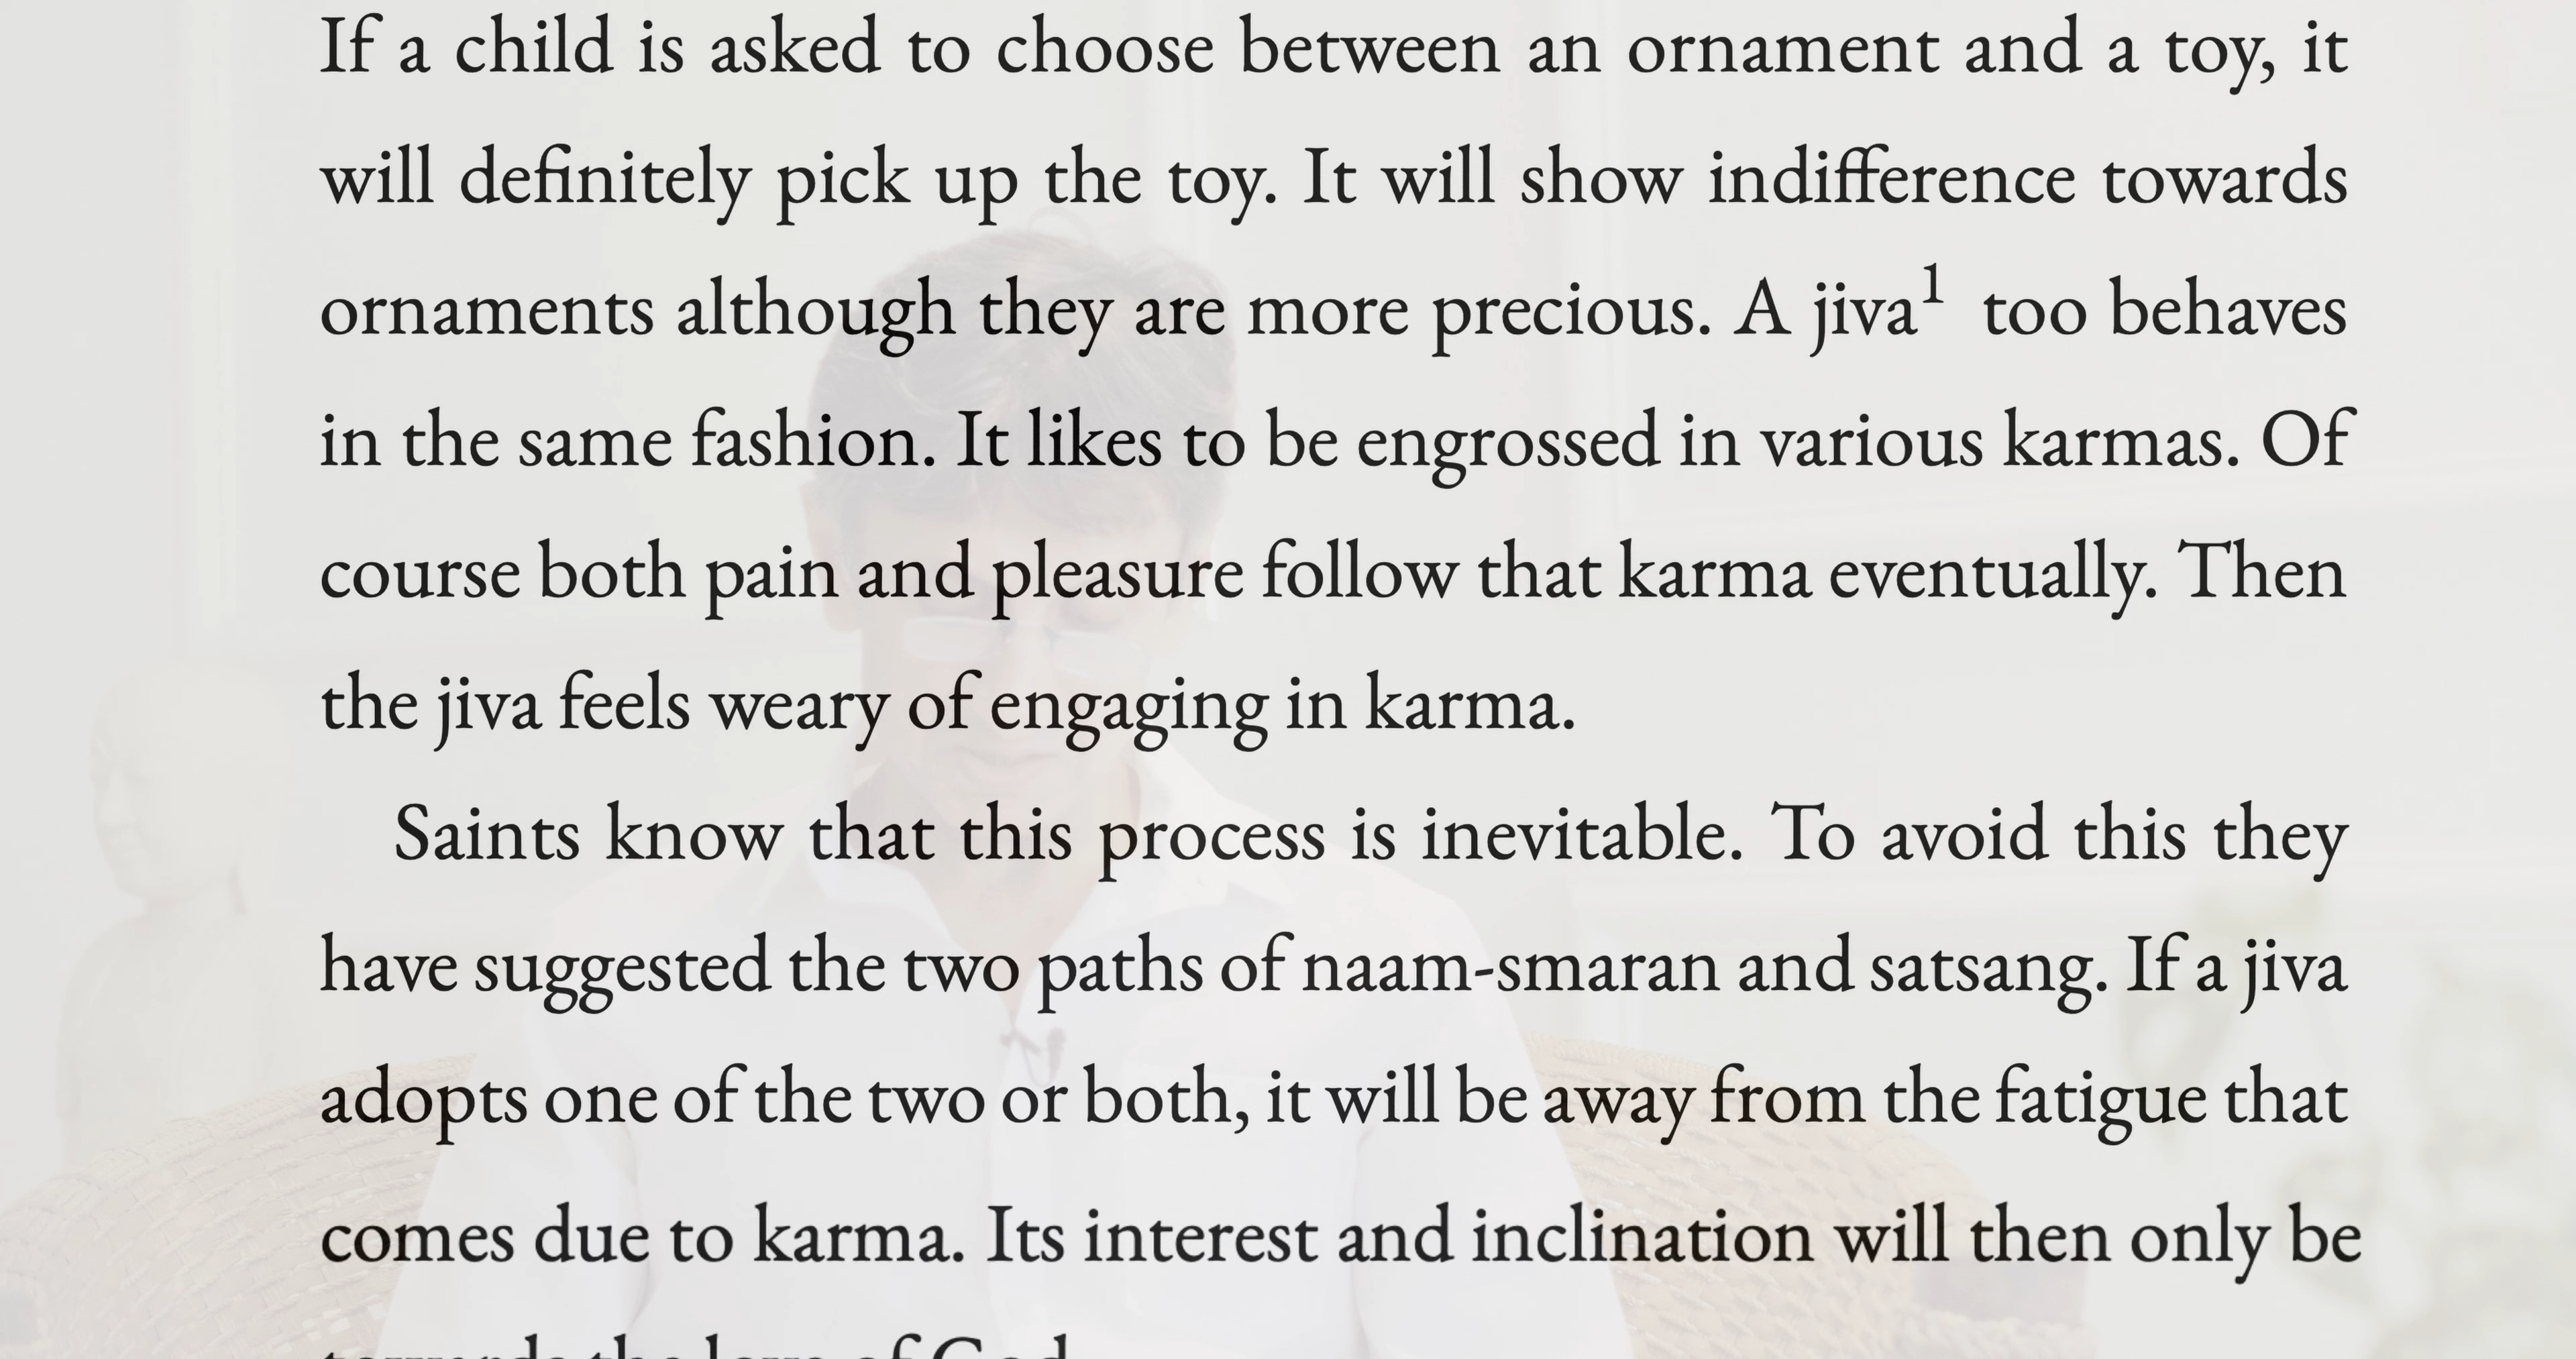 If a child is asked to choose between an ornament and a toy, it
will definitely pick up the toy. It will show indifference towards
ornaments although they are more precious. A jiva¹ too behaves
in the same fashion. It likes to be engrossed in various karmas. Of
course both pain and pleasure follow that karma eventually. Then
the jiva feels weary of engaging in karma.
Saints know that this process is inevitable. To avoid this they
have suggested the two paths of naam-smaran and satsang. If a jiva
adopts one of the two or both, it will be away from the fatigue that
comes due to karma. Its interest and inclination will then only be
towards the love of God